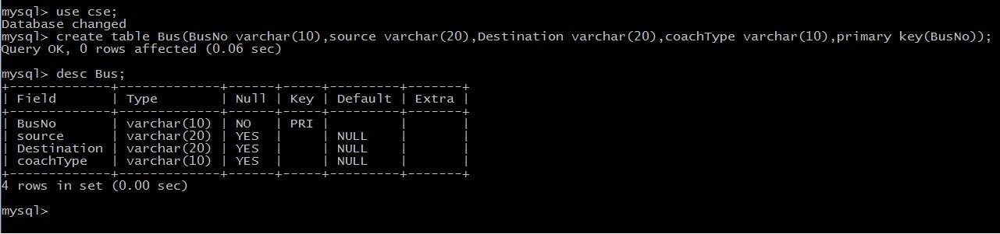 mysql> use cse;
Database changed
mysql> create table Bus(BusNo varchar(10),source varchar(20),Destination varchar(20),coachType varchar(10),primary key(BusNo));
Query OK, 0 rows affected (0.06 sec)

mysql> desc Bus;
+-------------+-------------+------+-----+---------+-------+
| Field       | Type        | Null | Key | Default | Extra |
+-------------+-------------+------+-----+---------+-------+
| BusNo       | varchar(10) | NO   | PRI |         |       |
| source      | varchar(20) | YES  |     | NULL    |       |
| Destination | varchar(20) | YES  |     | NULL    |       |
| coachType   | varchar(10) | YES  |     | NULL    |       |
+-------------+-------------+------+-----+---------+-------+
4 rows in set (0.00 sec)

mysql>